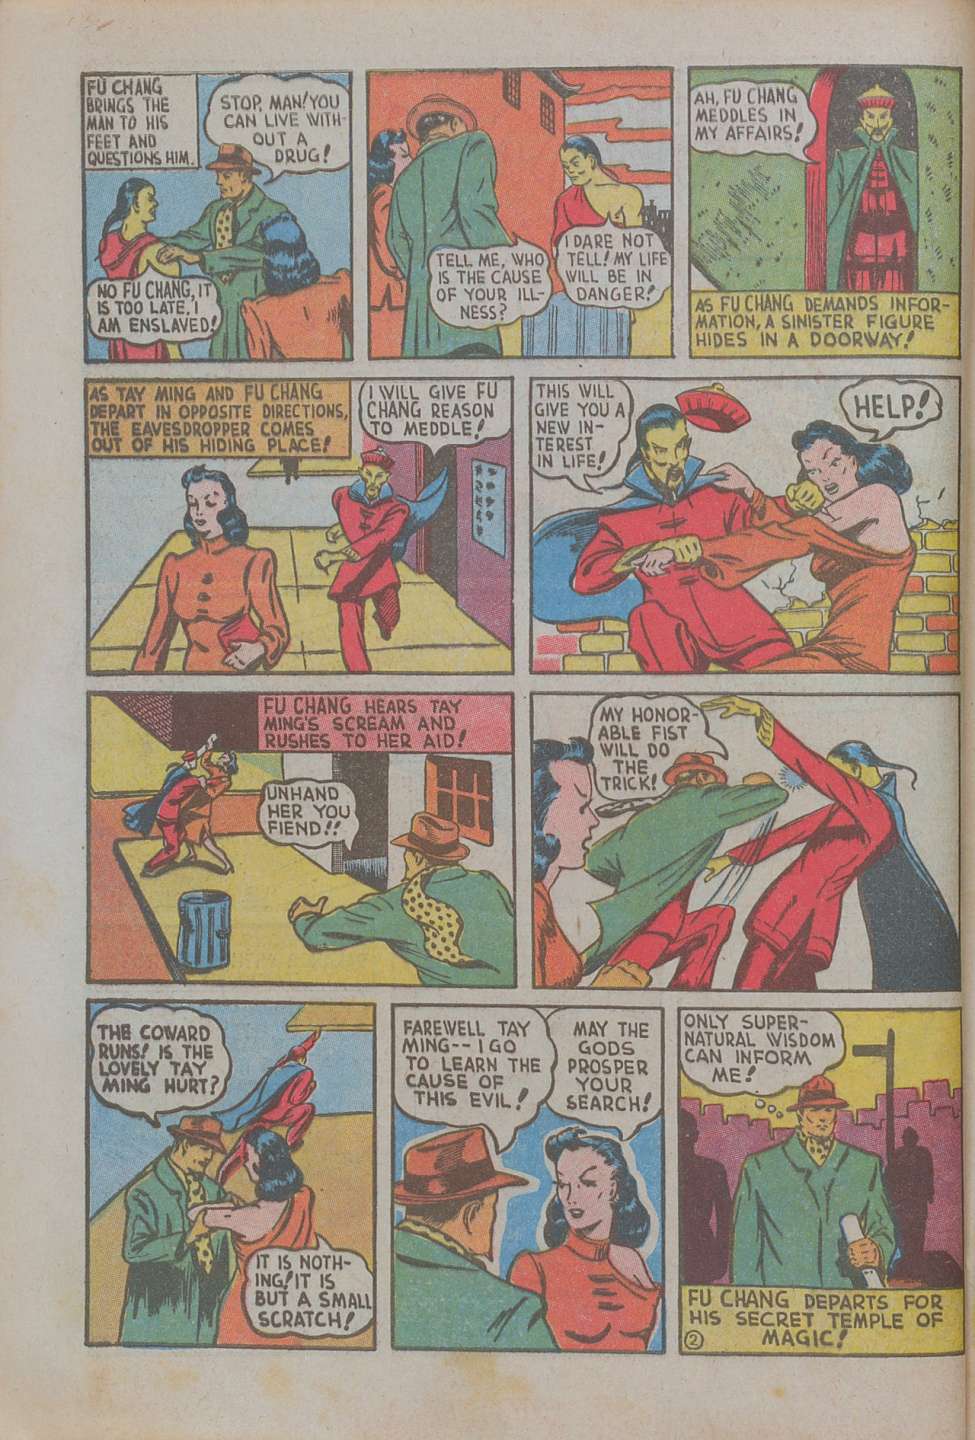 FU CHANG
BRINGS THE
MAN TO HIS
FEET AND
QUESTIONS HIM.
STOP, MAN! YOU
CAN LIVE WITH-
OUT A
DRUG!
NO FU CHANG, IT
IS TOO LATE, I
AM ENSLAVED!
TELL ME, WHO
IS THE CAUSE
OF YOUR ILL-
NESS?
I DARE NOT
TELL! MY LIFE
WILL BE IN
DANGER!
AH, FU CHANG
MEDDLES IN
MY AFFAIRS!
AS FU CHANG DEMANDS INFOR-
MATION, A SINISTER FIGURE
HIDES IN A DOORWAY!
AS TAY MING AND FU CHANG
DEPART IN OPPOSITE DIRECTIONS,
THE EAVESDROPPER COMES
OUT OF HIS HIDING PLACE!
I WILL GIVE FU
CHANG REASON
TO MEDDLE!
THIS WILL
GIVE YOU A
NEW IN-
TEREST
IN LIFE!
HELP!
FU CHANG HEARS TAY
MING'S SCREAM AND
RUSHES TO HER AID!
UNHAND
HER YOU
FIEND!!
MY HONOR-
ABLE FIST
WILL DO
THE
TRICK!
THE COWARD
RUNS! IS THE
LOVELY TAY
MING HURT?
IT IS NOTH-
ING! IT IS
BUT A SMALL
SCRATCH!
FAREWELL TAY
MING-- I GO
TO LEARN THE
CAUSE OF
THIS EVIL!
MAY THE
GODS
PROSPER
YOUR
SEARCH!
ONLY SUPER-
NATURAL WISDOM
CAN INFORM
ME!
FU CHANG DEPARTS FOR
HIS SECRET TEMPLE OF
MAGIC!
2